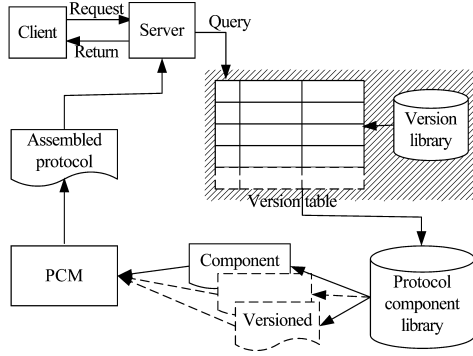 Client
Request
Return
Server
Query
Version
library
Version table
Assembled
protocol
PCM
Component
Versioned
Protocol
component
library